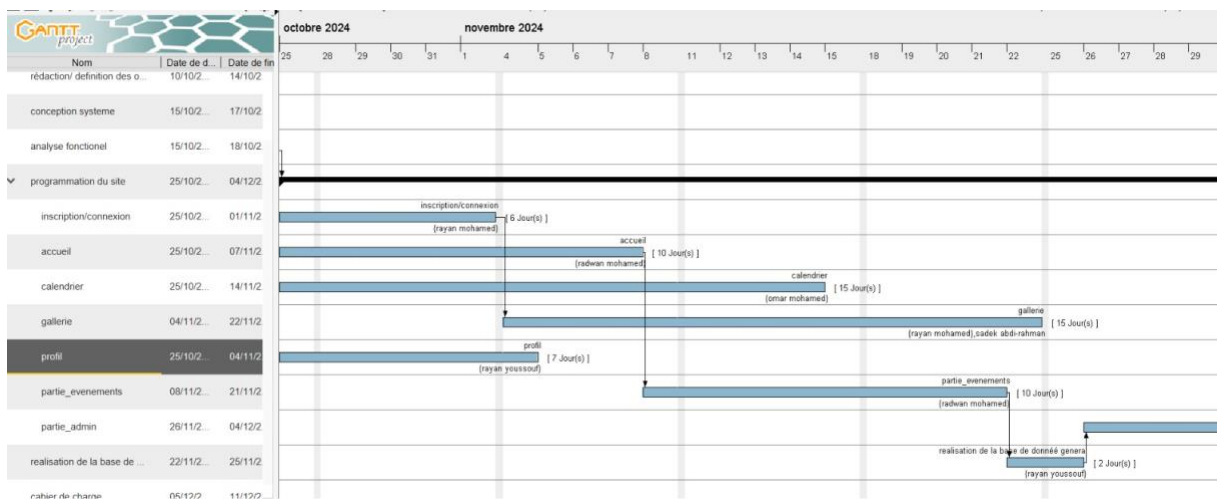 GANTT project
octobre 2024 novembre 2024
Nom Date de d... Date de fin
25 28 29 30 31 1 4 5 6 7 8 11 12 13 14 15 18 19 20 21 22 25 26 27 28 29
rédaction/ definition des o... 10/10/2... 14/10/2
conception systeme 15/10/2... 17/10/2
analyse fonctionel 15/10/2... 18/10/2
programmation du site 25/10/2... 04/12/2
inscription/connexion
inscription/connexion 25/10/2... 01/11/2 [ 6 Jour(s) ]
{rayan mohamed}
accueil
accueil 25/10/2... 07/11/2 [ 10 Jour(s) ]
{radwan mohamed}
calendrier
calendrier 25/10/2... 14/11/2 [ 15 Jour(s) ]
{omar mohamed}
gallerie
gallerie 04/11/2... 22/11/2 [ 15 Jour(s) ]
{rayan mohamed},sadek abdi-rahman
profil
profil 25/10/2... 04/11/2 [ 7 Jour(s) ]
{rayan youssouf}
partie_evenements
partie_evenements 08/11/2... 21/11/2 [ 10 Jour(s) ]
{radwan mohamed}
partie_admin 26/11/2... 04/12/2
realisation de la base de donnéé genera
realisation de la base de ... 22/11/2... 25/11/2 [ 2 Jour(s) ]
{rayan youssouf}
cahier de charge 05/12/2 11/12/2